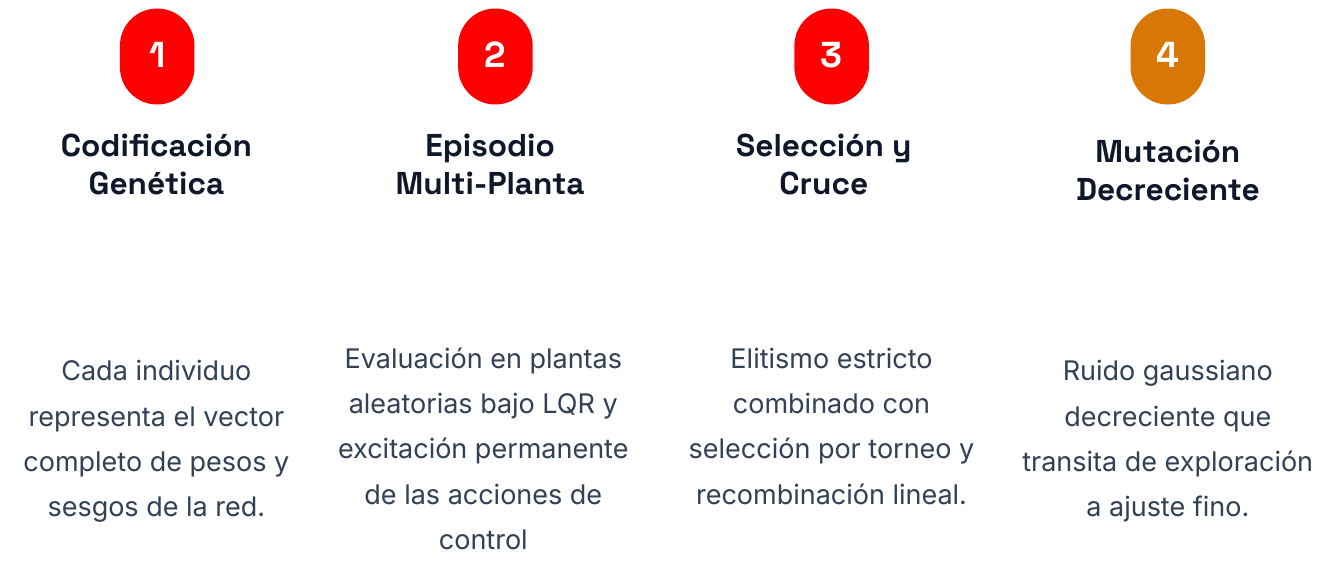 1
Codificación
Genética
Cada individuo
representa el vector
completo de pesos y
sesgos de la red.
2
Episodio
Multi-Planta
Evaluación en plantas
aleatorias bajo LQR y
excitación permanente
de las acciones de
control
3
Selección y
Cruce
Elitismo estricto
combinado con
selección por torneo y
recombinación lineal.
4
Mutación
Decreciente
Ruido gaussiano
decreciente que
transita de exploración
a ajuste fino.